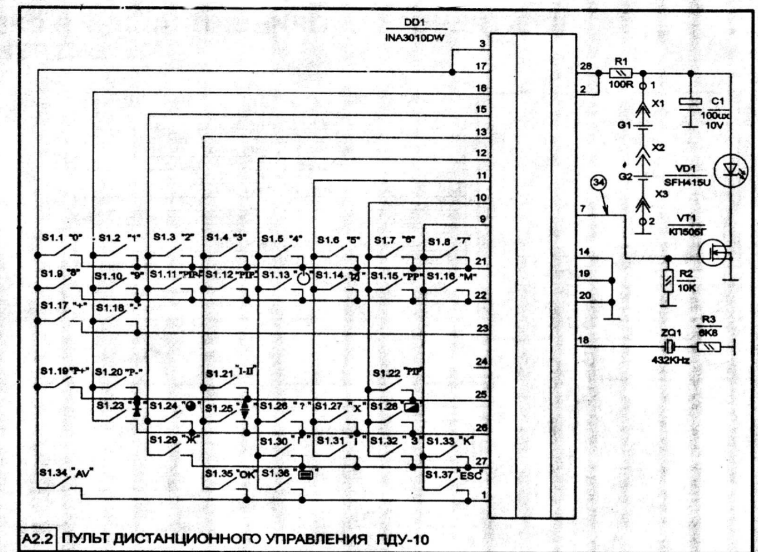 DD1
INA3010DW
3
17
16
15
13
12
11
10
9
28
2
R1
100R
1
X1
G1
X2
G2
X3
2
C1
100ux
10V
VD1
SFH415U
34
7
VT1
КП505Г
14
19
20
R2
10K
18
ZQ1
432KHz
R3
6K8
S1.1 "0" S1.2 "1" S1.3 "2" S1.4 "3" S1.5 "4" S1.6 "5" S1.7 "6" S1.8 "7"
21
S1.9 "8" S1.10 "9" S1.11 S1.12 "PIP" S1.13 S1.14 S1.15 "PP" S1.16 "M"
22
S1.17 "+" S1.18 "-"
23
24
S1.19 "P+" S1.20 "P-" S1.21 "I-II" S1.22
25
S1.23 S1.24 S1.25 S1.26 "?" S1.27 "X" S1.28
26
S1.29 "Ж" S1.30 S1.31 S1.32 "З" S1.33 "К"
27
S1.34 "AV" S1.35 "OK" S1.36 S1.37 "ESC"
1
A2.2 ПУЛЬТ ДИСТАНЦИОННОГО УПРАВЛЕНИЯ ПДУ-10